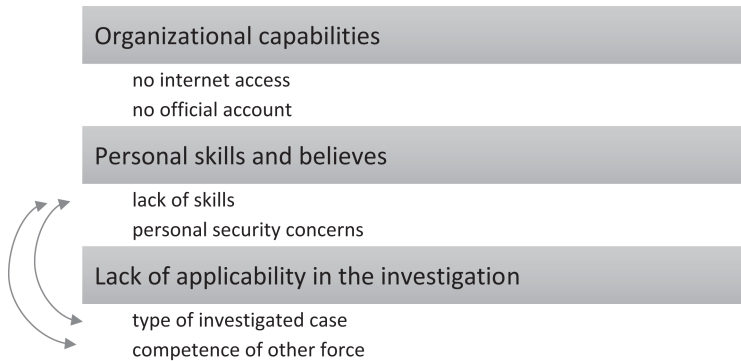 Organizational capabilities
no internet access
no official account
Personal skills and believes
lack of skills
personal security concerns
Lack of applicability in the investigation
type of investigated case
competence of other force